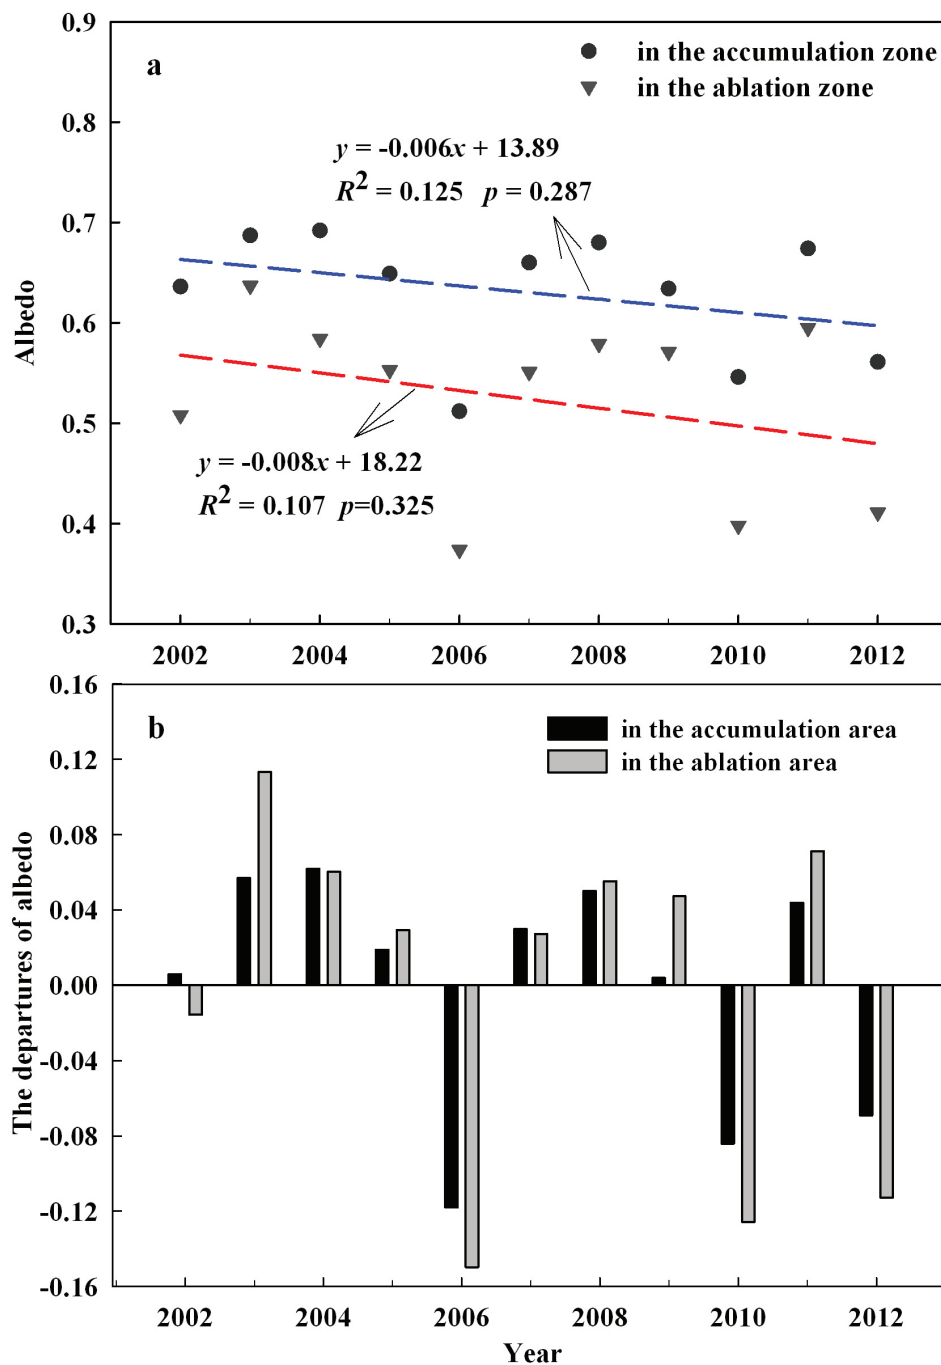 a
in the accumulation zone
in the ablation zone
y = -0.006x + 13.89
R² = 0.125 p = 0.287
y = -0.008x + 18.22
R² = 0.107 p=0.325
Albedo
0.9
0.8
0.7
0.6
0.5
0.4
0.3
2002 2004 2006 2008 2010 2012
b
in the accumulation area
in the ablation area
The departures of albedo
0.16
0.12
0.08
0.04
0.00
-0.04
-0.08
-0.12
-0.16
2002 2004 2006 2008 2010 2012
Year